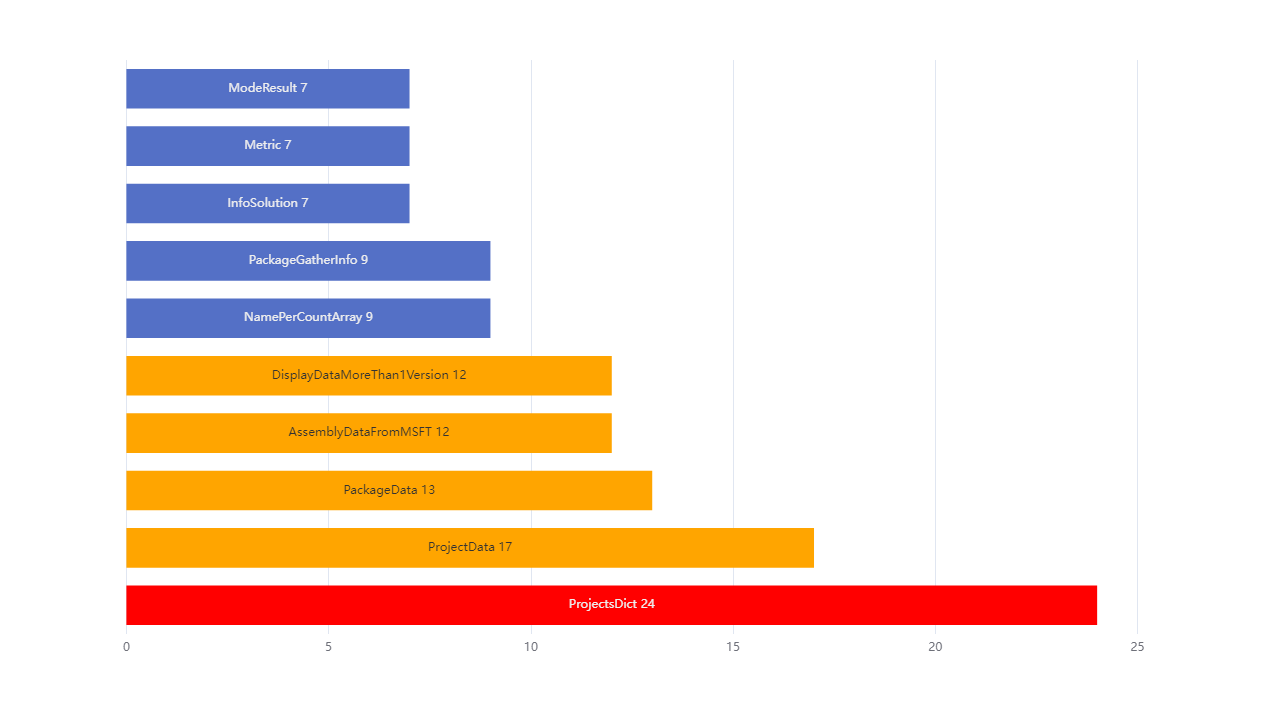 ModeResult 7
Metric 7
InfoSolution 7
PackageGatherInfo 9
NamePerCountArray 9
DisplayDataMoreThan1Version 12
AssemblyDataFromMSFT 12
PackageData 13
ProjectData 17
ProjectsDict 24
0 5 10 15 20 25